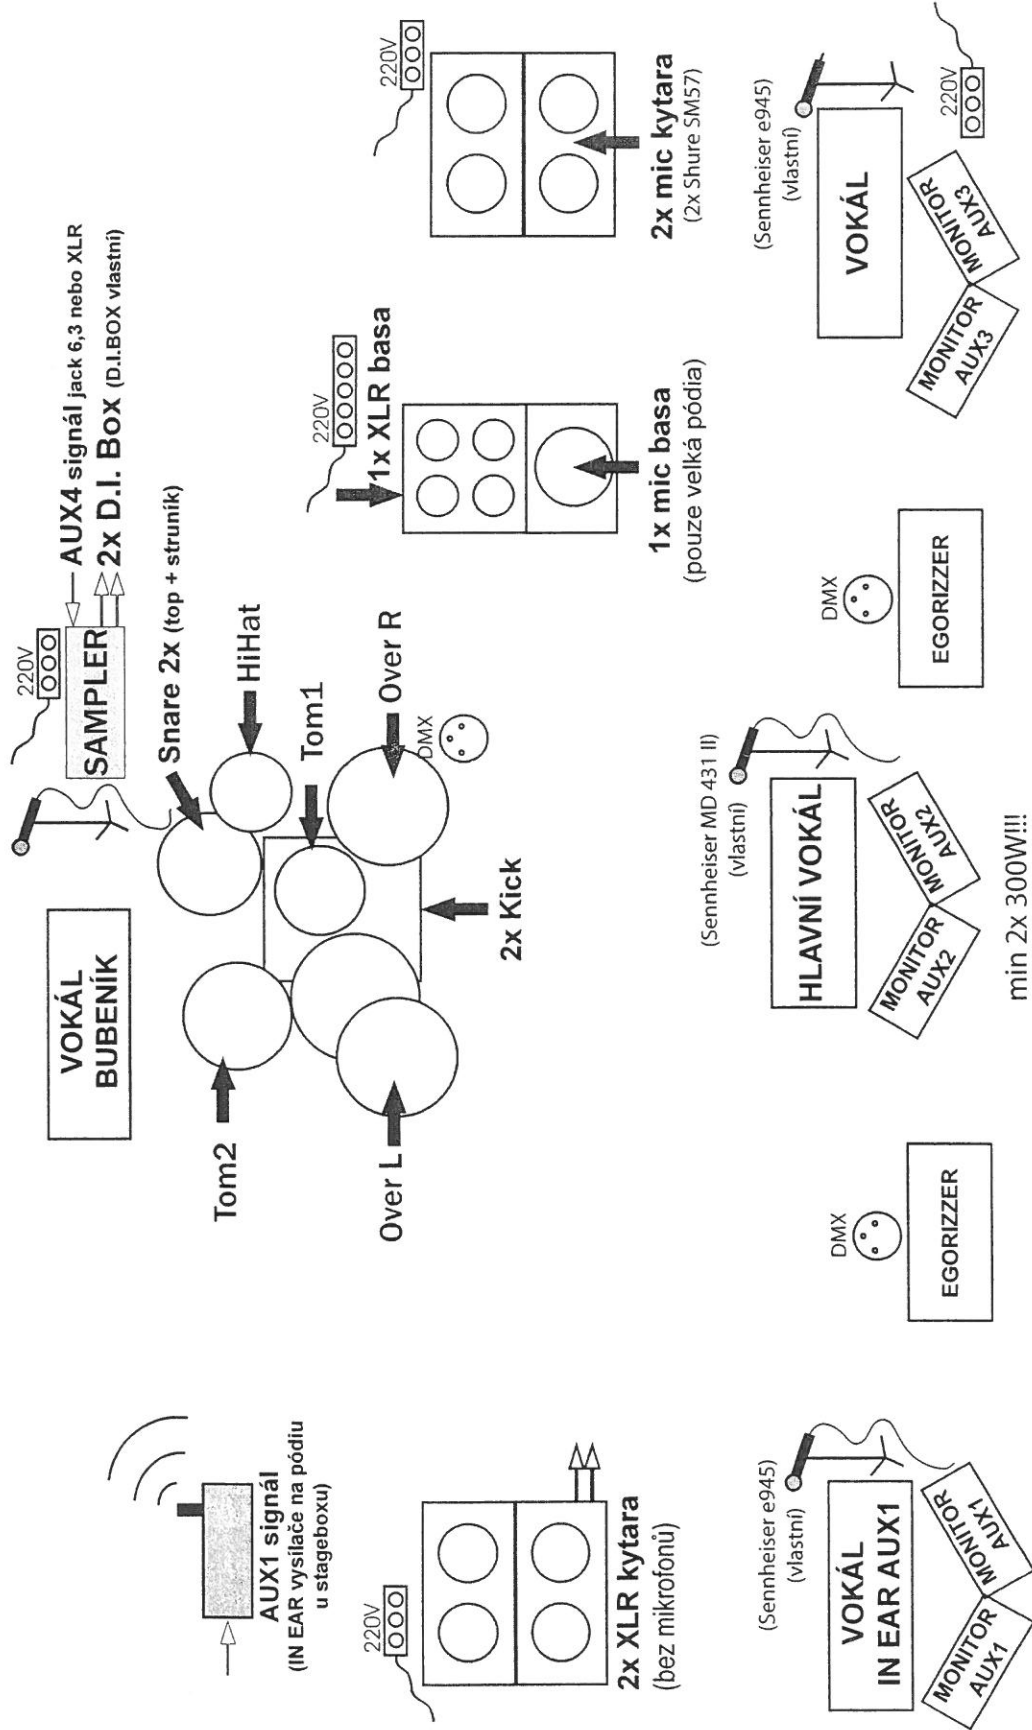 220V
SAMPLER
AUX4 signál jack 6,3 nebo XLR
2x D.I. Box (D.I.BOX vlastní)
VOKÁL
BUBENÍK
Snare 2x (top + struník)
HiHat
Tom1
Tom2
Over L
Over R
DMX
2x Kick
AUX1 signál
(IN EAR vysílače na pódiu
u stageboxu)
220V
2x XLR kytara
(bez mikrofonů)
220V
1x XLR basa
1x mic basa
(pouze velká pódia)
220V
2x mic kytara
(2x Shure SM57)
(Sennheiser e945)
(vlastní)
VOKÁL
IN EAR AUX1
MONITOR
AUX1
MONITOR
AUX1
DMX
EGORIZZER
(Sennheiser MD 431 II)
(vlastní)
HLAVNÍ VOKÁL
MONITOR
AUX2
MONITOR
AUX2
min 2x 300W!!!
DMX
EGORIZZER
(Sennheiser e945)
(vlastní)
VOKÁL
220V
MONITOR
AUX3
MONITOR
AUX3